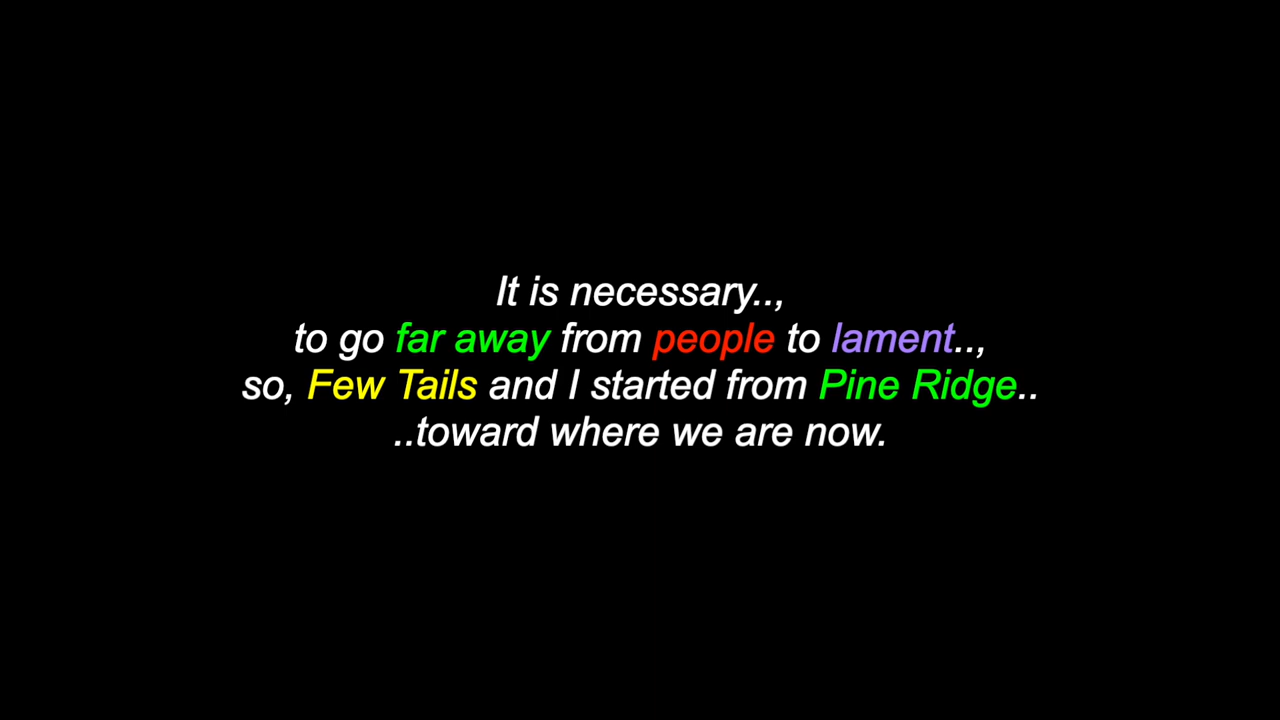 It is necessary..,
to go far away from people to lament..,
so, Few Tails and I started from Pine Ridge..
..toward where we are now.